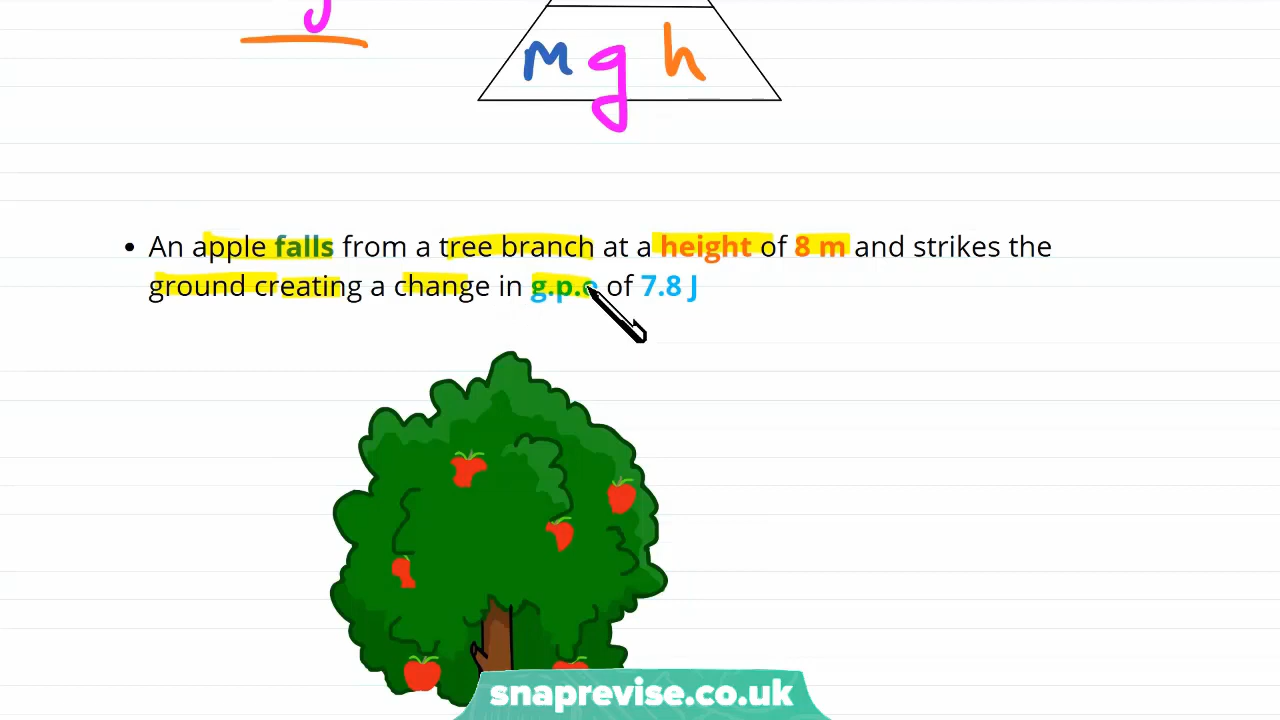 m g h
An apple falls from a tree branch at a height of 8 m and strikes the
ground creating a change in g.p.e of 7.8 J
snaprevise.co.uk